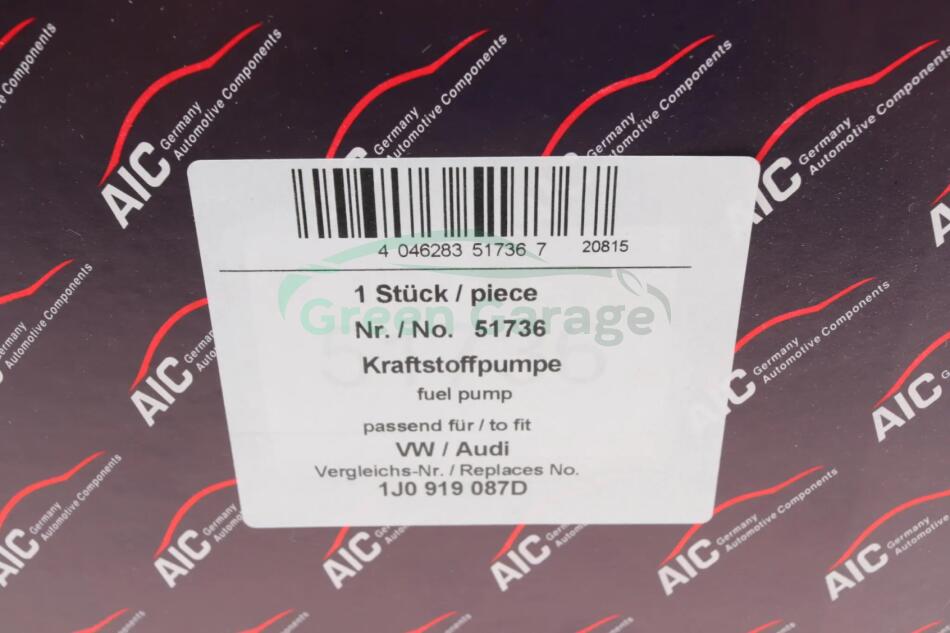 AIC Germany Automotive Components
4 046283 51736 7
20815
1 Stück / piece
Green Garage
Nr. / No. 51736
Kraftstoffpumpe
fuel pump
passend für / to fit
VW / Audi
Vergleichs-Nr. / Replaces No.
1J0 919 087D